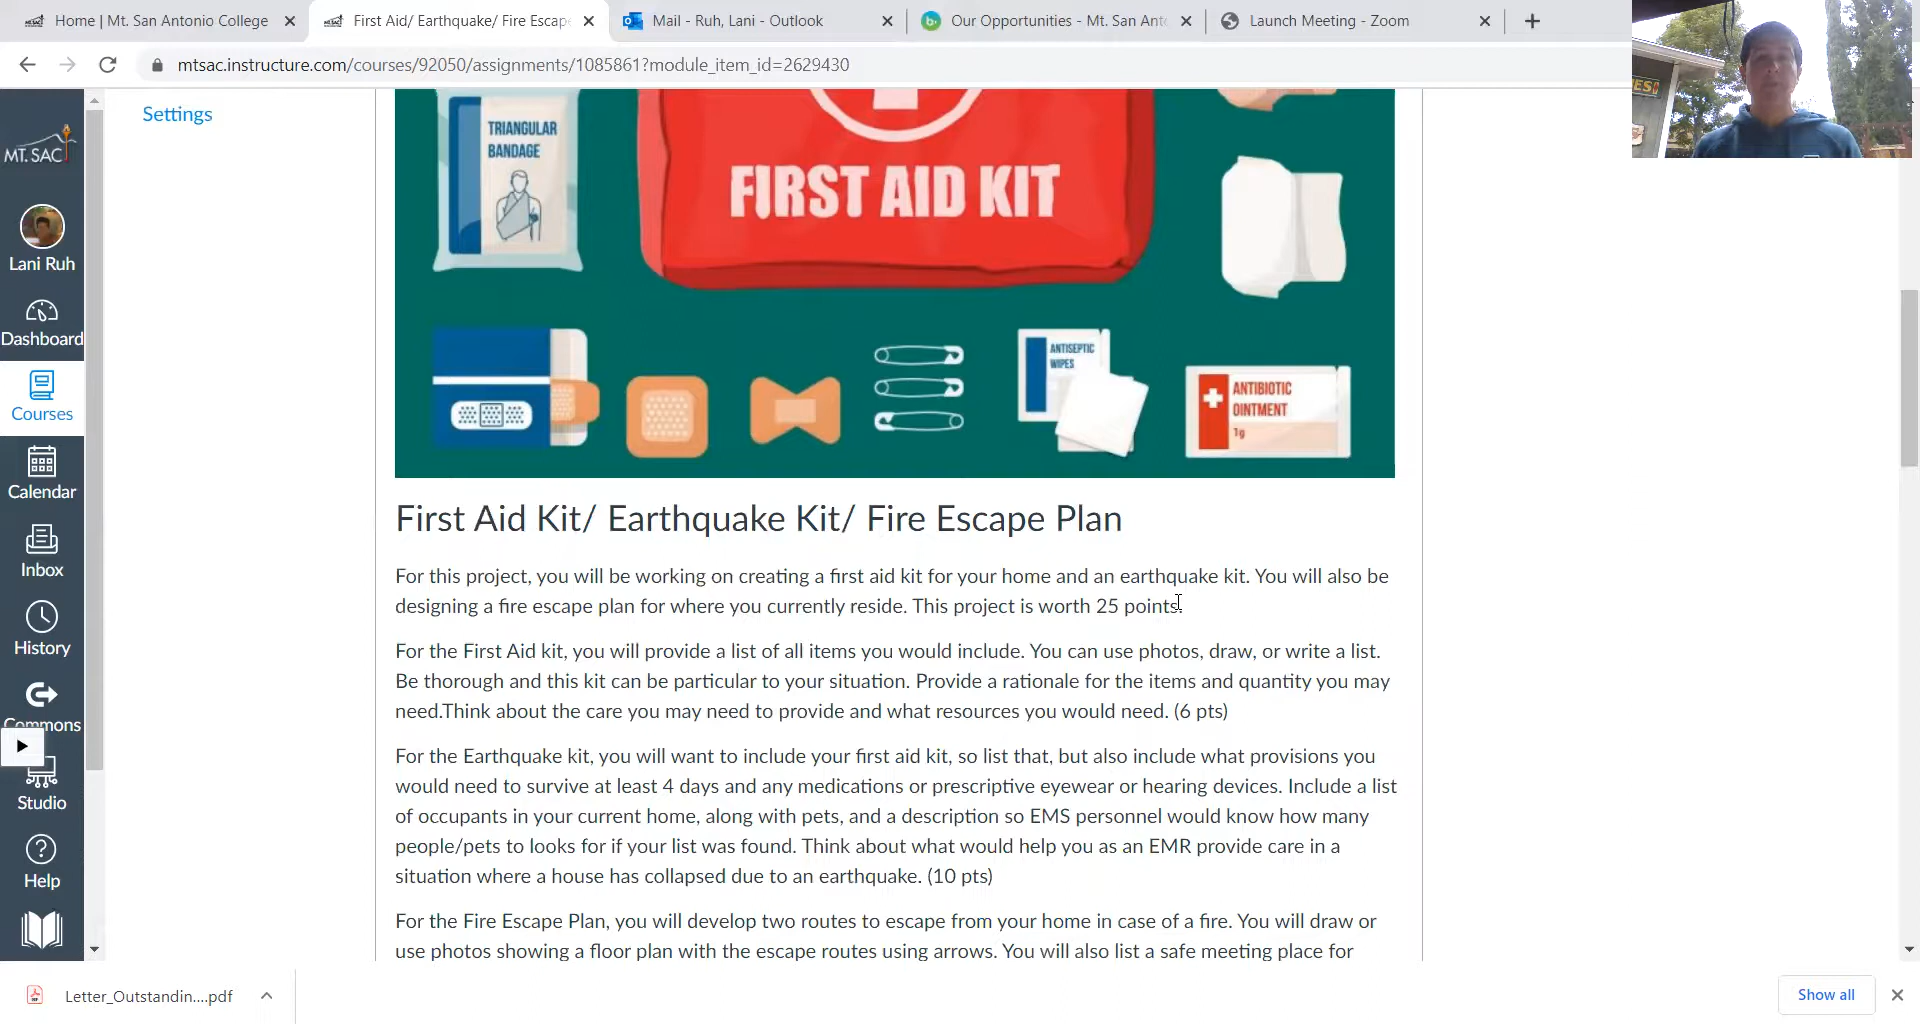 Home | Mt. San Antonio College
First Aid/ Earthquake/ Fire Escape
Mail - Ruh, Lani - Outlook
Our Opportunities - Mt. San Ant
Launch Meeting - Zoom
mtsac.instructure.com/courses/92050/assignments/1085861?module_item_id=2629430
MT. SAC
Lani Ruh
Dashboard
Courses
Calendar
Inbox
History
Commons
Studio
Help
Settings
TRIANGULAR
BANDAGE
FIRST AID KIT
ANTISEPTIC
WIPES
ANTIBIOTIC
OINTMENT
1g
First Aid Kit/ Earthquake Kit/ Fire Escape Plan
For this project, you will be working on creating a first aid kit for your home and an earthquake kit. You will also be
designing a fire escape plan for where you currently reside. This project is worth 25 points.
For the First Aid kit, you will provide a list of all items you would include. You can use photos, draw, or write a list.
Be thorough and this kit can be particular to your situation. Provide a rationale for the items and quantity you may
need.Think about the care you may need to provide and what resources you would need. (6 pts)
For the Earthquake kit, you will want to include your first aid kit, so list that, but also include what provisions you
would need to survive at least 4 days and any medications or prescriptive eyewear or hearing devices. Include a list
of occupants in your current home, along with pets, and a description so EMS personnel would know how many
people/pets to looks for if your list was found. Think about what would help you as an EMR provide care in a
situation where a house has collapsed due to an earthquake. (10 pts)
For the Fire Escape Plan, you will develop two routes to escape from your home in case of a fire. You will draw or
use photos showing a floor plan with the escape routes using arrows. You will also list a safe meeting place for
Letter_Outstandin....pdf
Show all